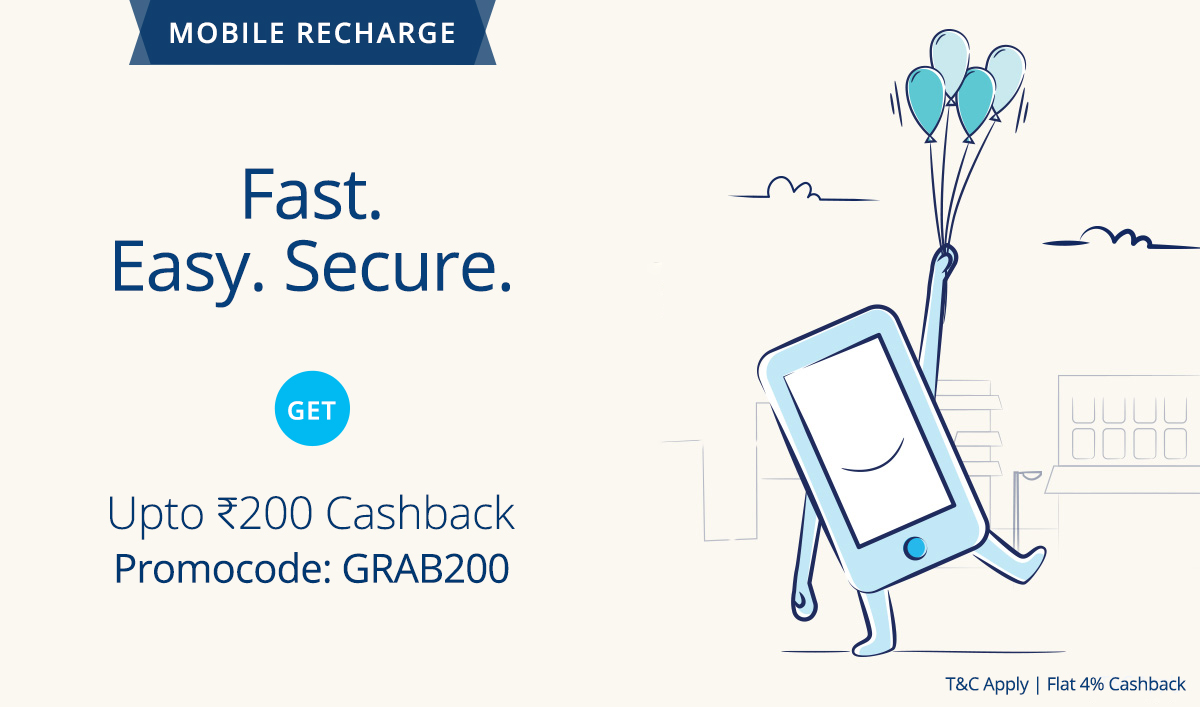 MOBILE RECHARGE
Fast.
Easy. Secure.
GET
Upto ₹200 Cashback
Promocode: GRAB200
T&C Apply | Flat 4% Cashback